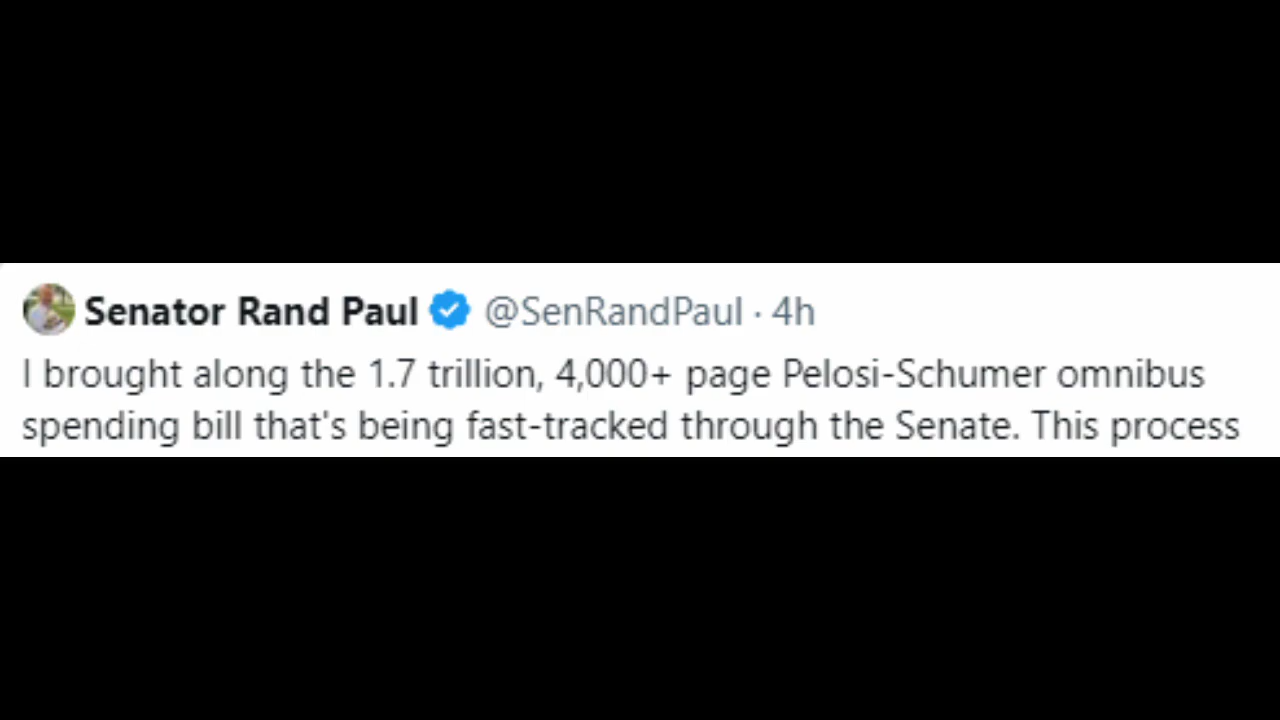 Senator Rand Paul @SenRandPaul · 4h
I brought along the 1.7 trillion, 4,000+ page Pelosi-Schumer omnibus
spending bill that's being fast-tracked through the Senate. This process